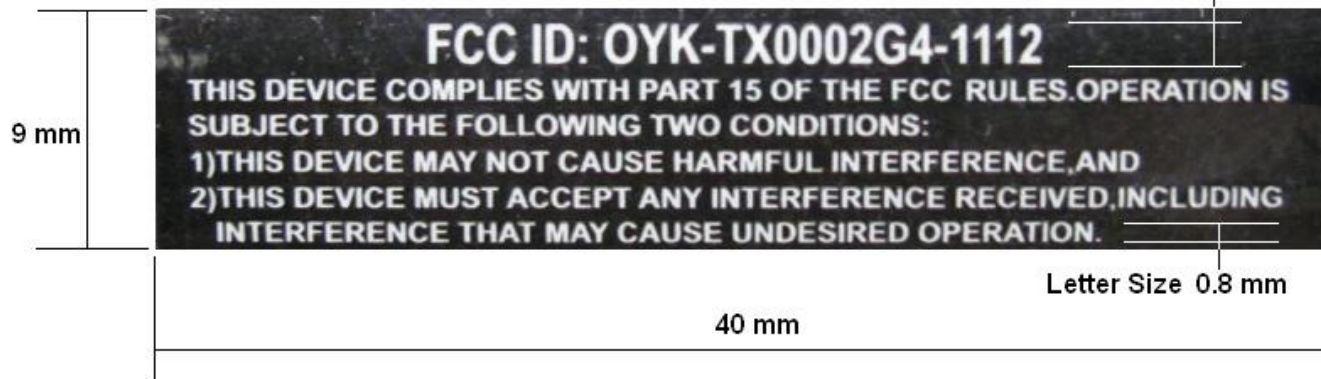 FCC ID: OYK-TX0002G4-1112
THIS DEVICE COMPLIES WITH PART 15 OF THE FCC RULES.OPERATION IS
SUBJECT TO THE FOLLOWING TWO CONDITIONS:
1)THIS DEVICE MAY NOT CAUSE HARMFUL INTERFERENCE,AND
2)THIS DEVICE MUST ACCEPT ANY INTERFERENCE RECEIVED,INCLUDING
INTERFERENCE THAT MAY CAUSE UNDESIRED OPERATION.
9 mm
Letter Size 0.8 mm
40 mm